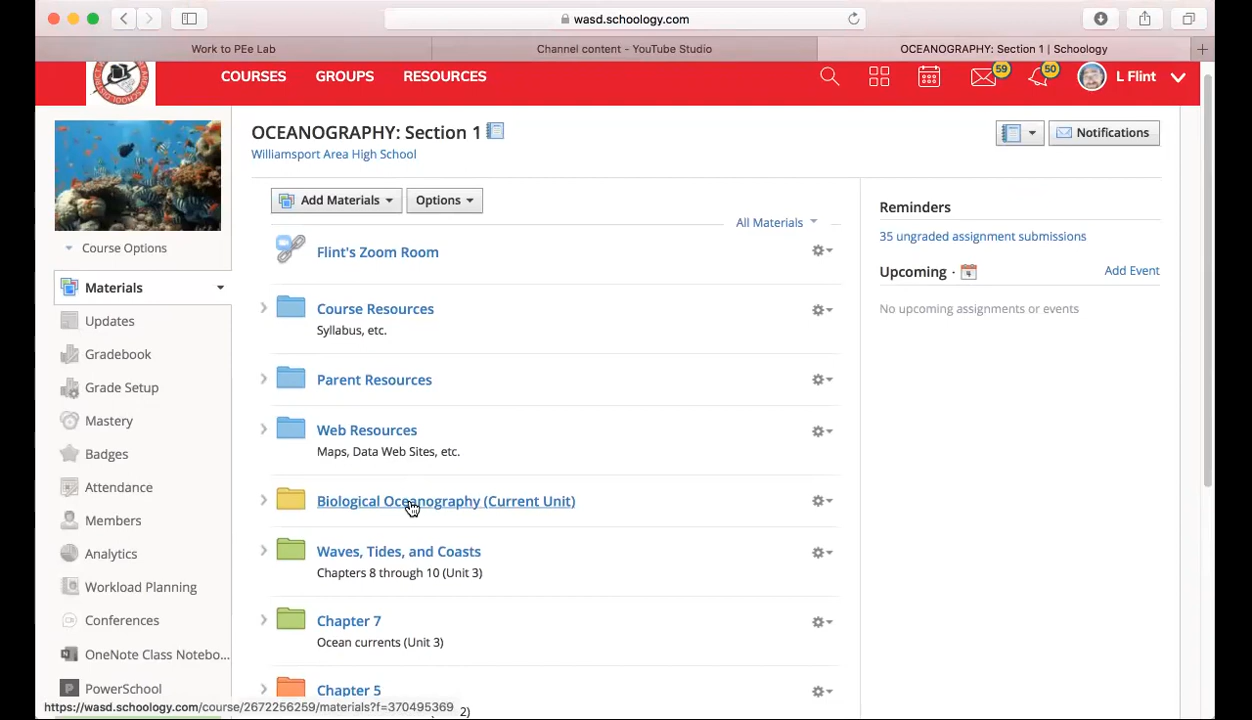 wasd.schoology.com
Work to PEe Lab
Channel content - YouTube Studio
OCEANOGRAPHY: Section 1 | Schoology
COURSES
GROUPS
RESOURCES
59
50
L Flint
OCEANOGRAPHY: Section 1
Williamsport Area High School
Notifications
Add Materials
Options
All Materials
Course Options
Materials
Updates
Gradebook
Grade Setup
Mastery
Badges
Attendance
Members
Analytics
Workload Planning
Conferences
OneNote Class Notebo...
PowerSchool
Flint's Zoom Room
Course Resources
Syllabus, etc.
Parent Resources
Web Resources
Maps, Data Web Sites, etc.
Biological Oceanography (Current Unit)
Waves, Tides, and Coasts
Chapters 8 through 10 (Unit 3)
Chapter 7
Ocean currents (Unit 3)
Chapter 5
2)
Reminders
35 ungraded assignment submissions
Upcoming ·
Add Event
No upcoming assignments or events
https://wasd.schoology.com/course/2672256259/materials?f=370495369